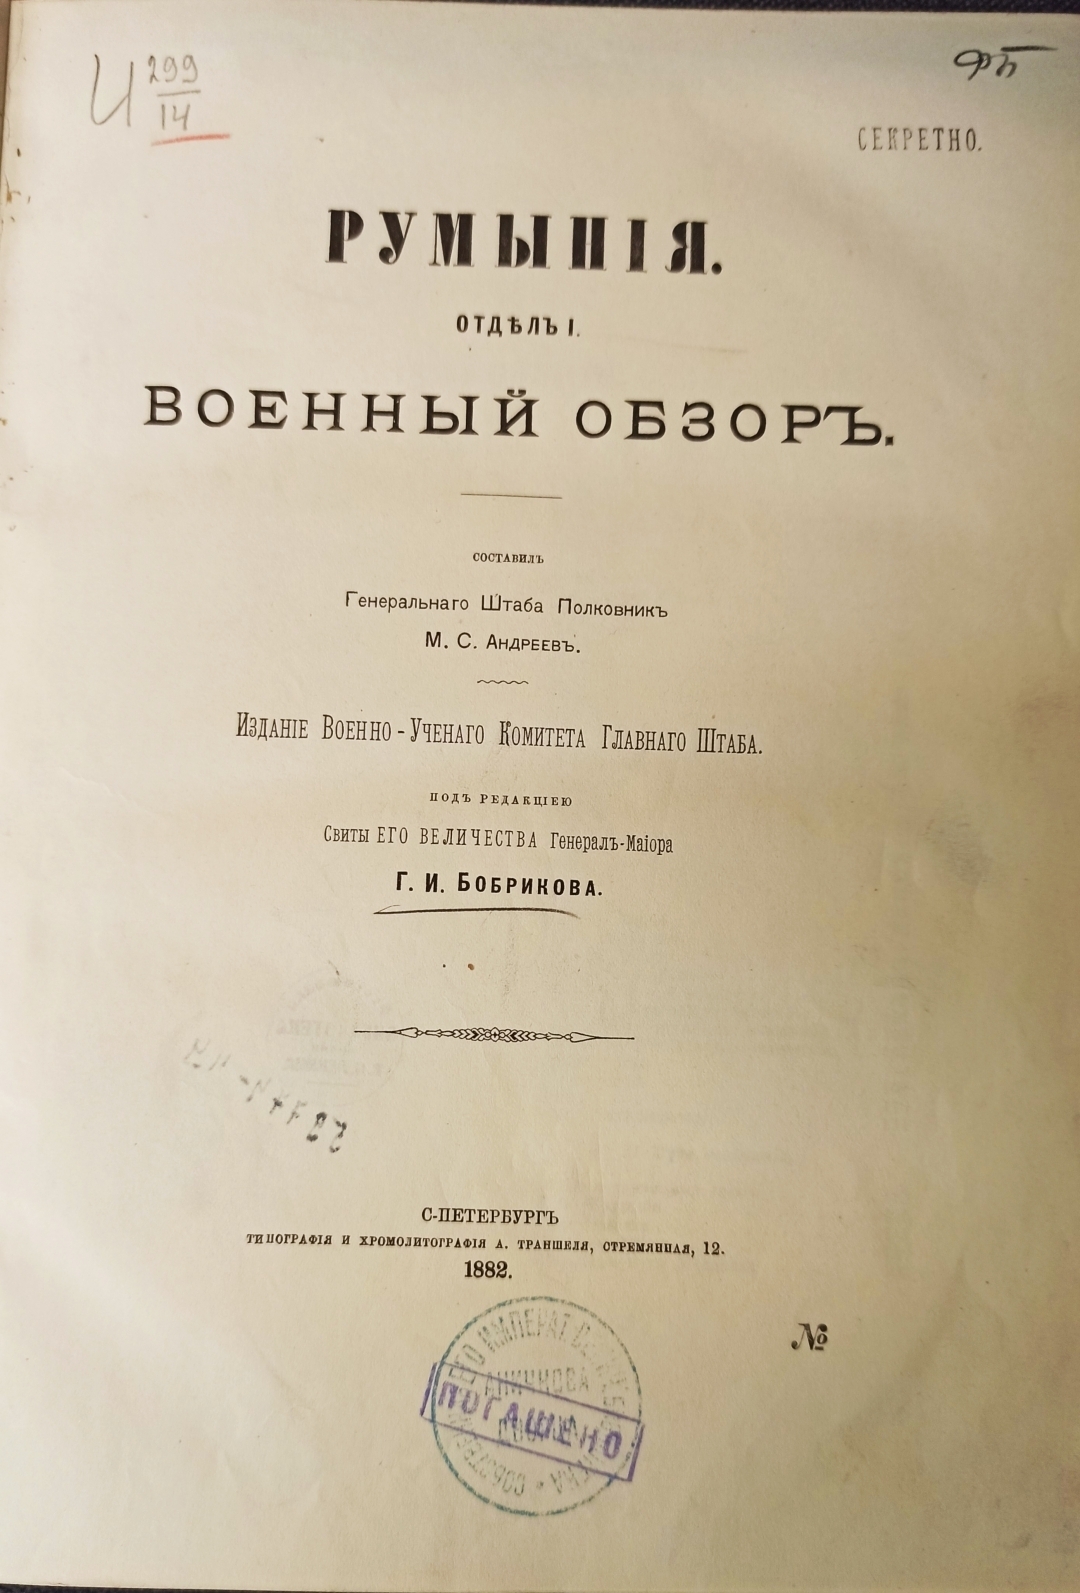 И 299
14
ФБ
СЕКРЕТНО.
РУМЫНІЯ.
ОТДѢЛЪ I.
ВОЕННЫЙ ОБЗОРЪ.
СОСТАВИЛЪ
Генеральнаго Штаба Полковникъ
М. С. Андреевъ.
Изданіе Военно-Ученаго Комитета Главнаго Штаба.
ПОДЪ РЕДАКЦІЕЮ
Свиты ЕГО ВЕЛИЧЕСТВА Генералъ-Маіора
Г. И. Бобрикова.
С-ПЕТЕРБУРГЪ
ТИПОГРАФІЯ И ХРОМОЛИТОГРАФІЯ А. ТРАНШЕЛЯ, СТРЕМЯННАЯ, 12.
1882.
№
АНИЧКОВА
ПОГАШЕНО